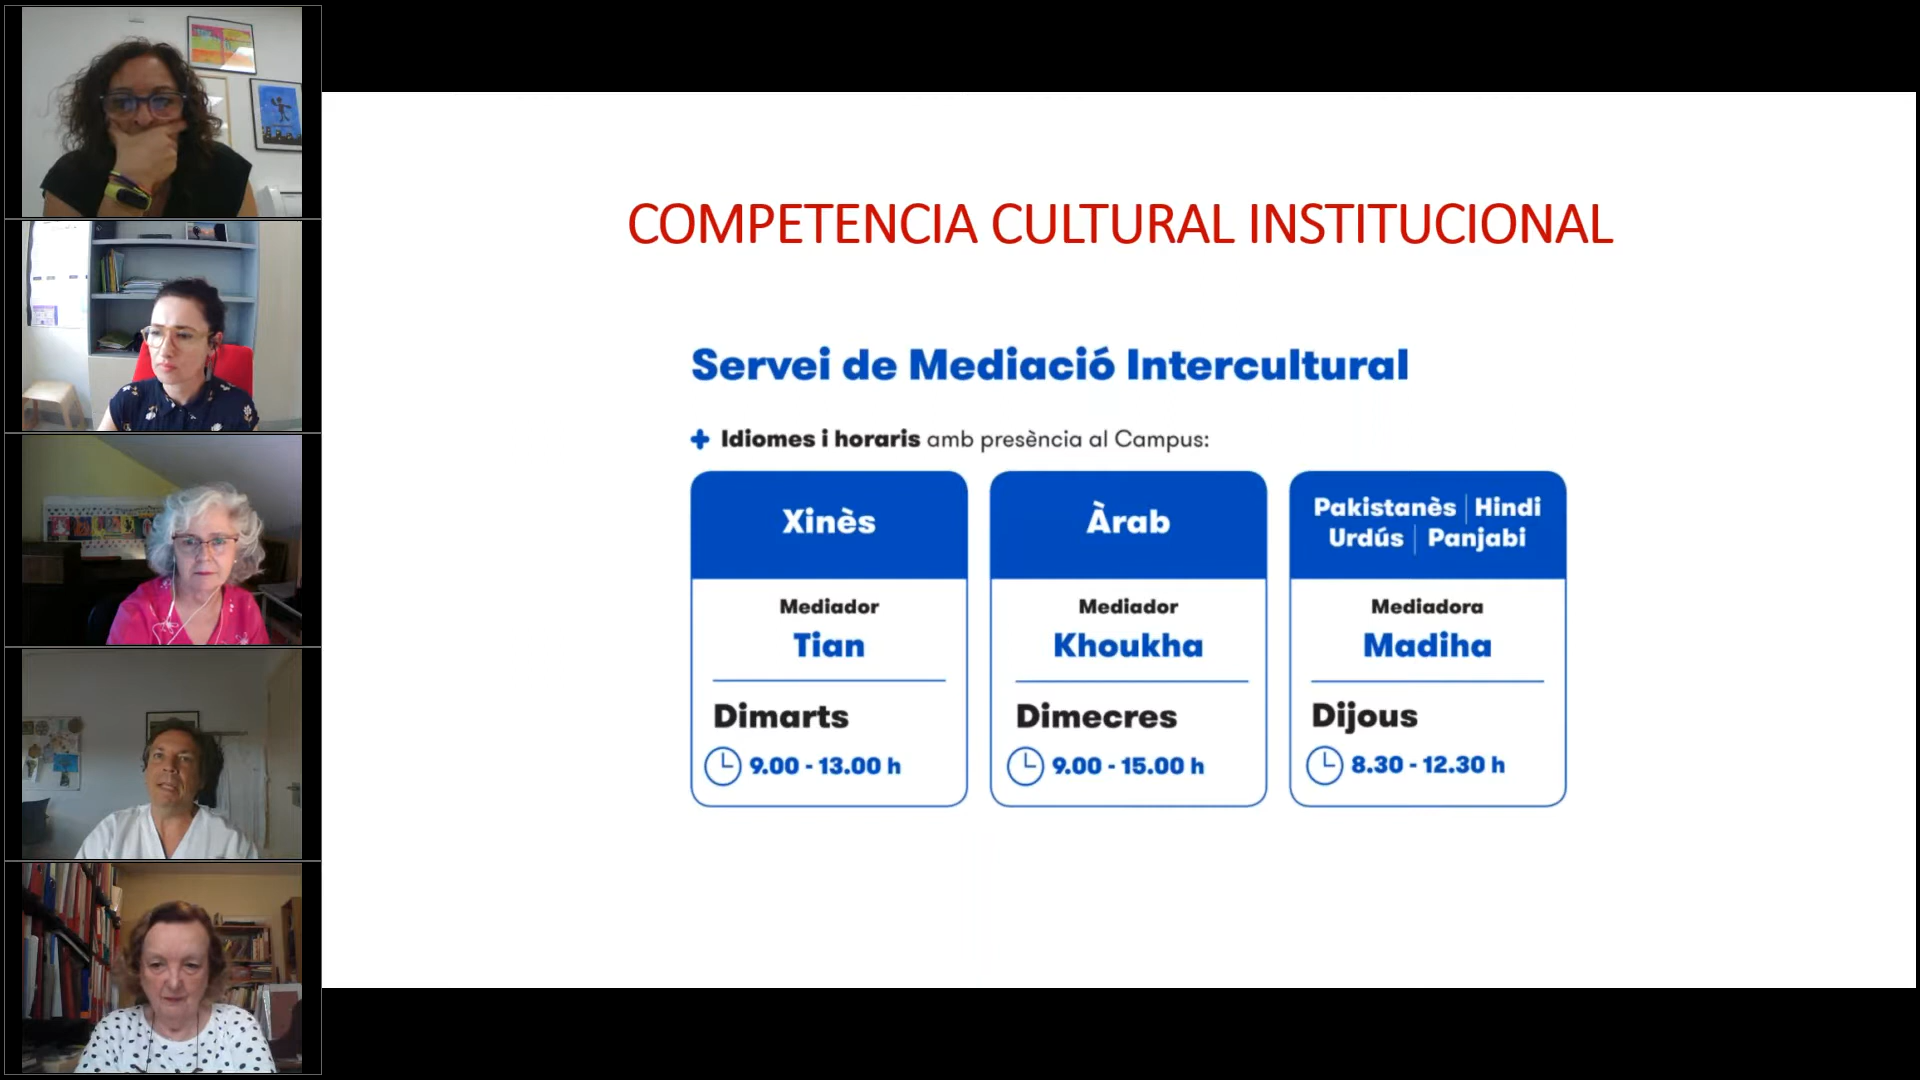 COMPETENCIA CULTURAL INSTITUCIONAL
Servei de Mediació Intercultural
Idiomes i horaris amb presència al Campus:
Xinès
Mediador
Tian
Dimarts
9.00 - 13.00 h
Àrab
Mediador
Khoukha
Dimecres
9.00 - 15.00 h
Pakistanès | Hindi
Urdús | Panjabi
Mediadora
Madiha
Dijous
8.30 - 12.30 h